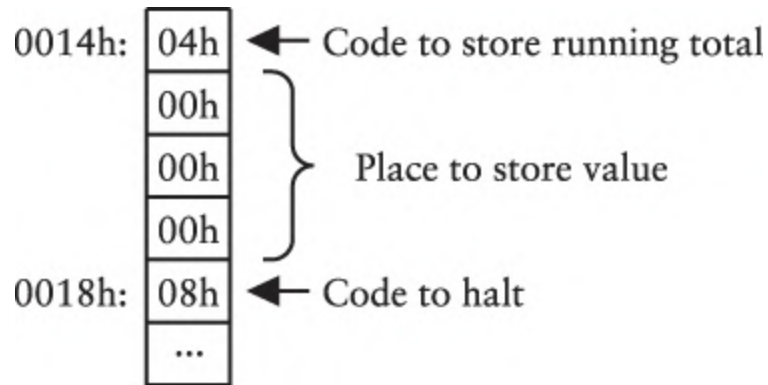 0014h: 04h Code to store running total
00h
00h Place to store value
00h
0018h: 08h Code to halt
...